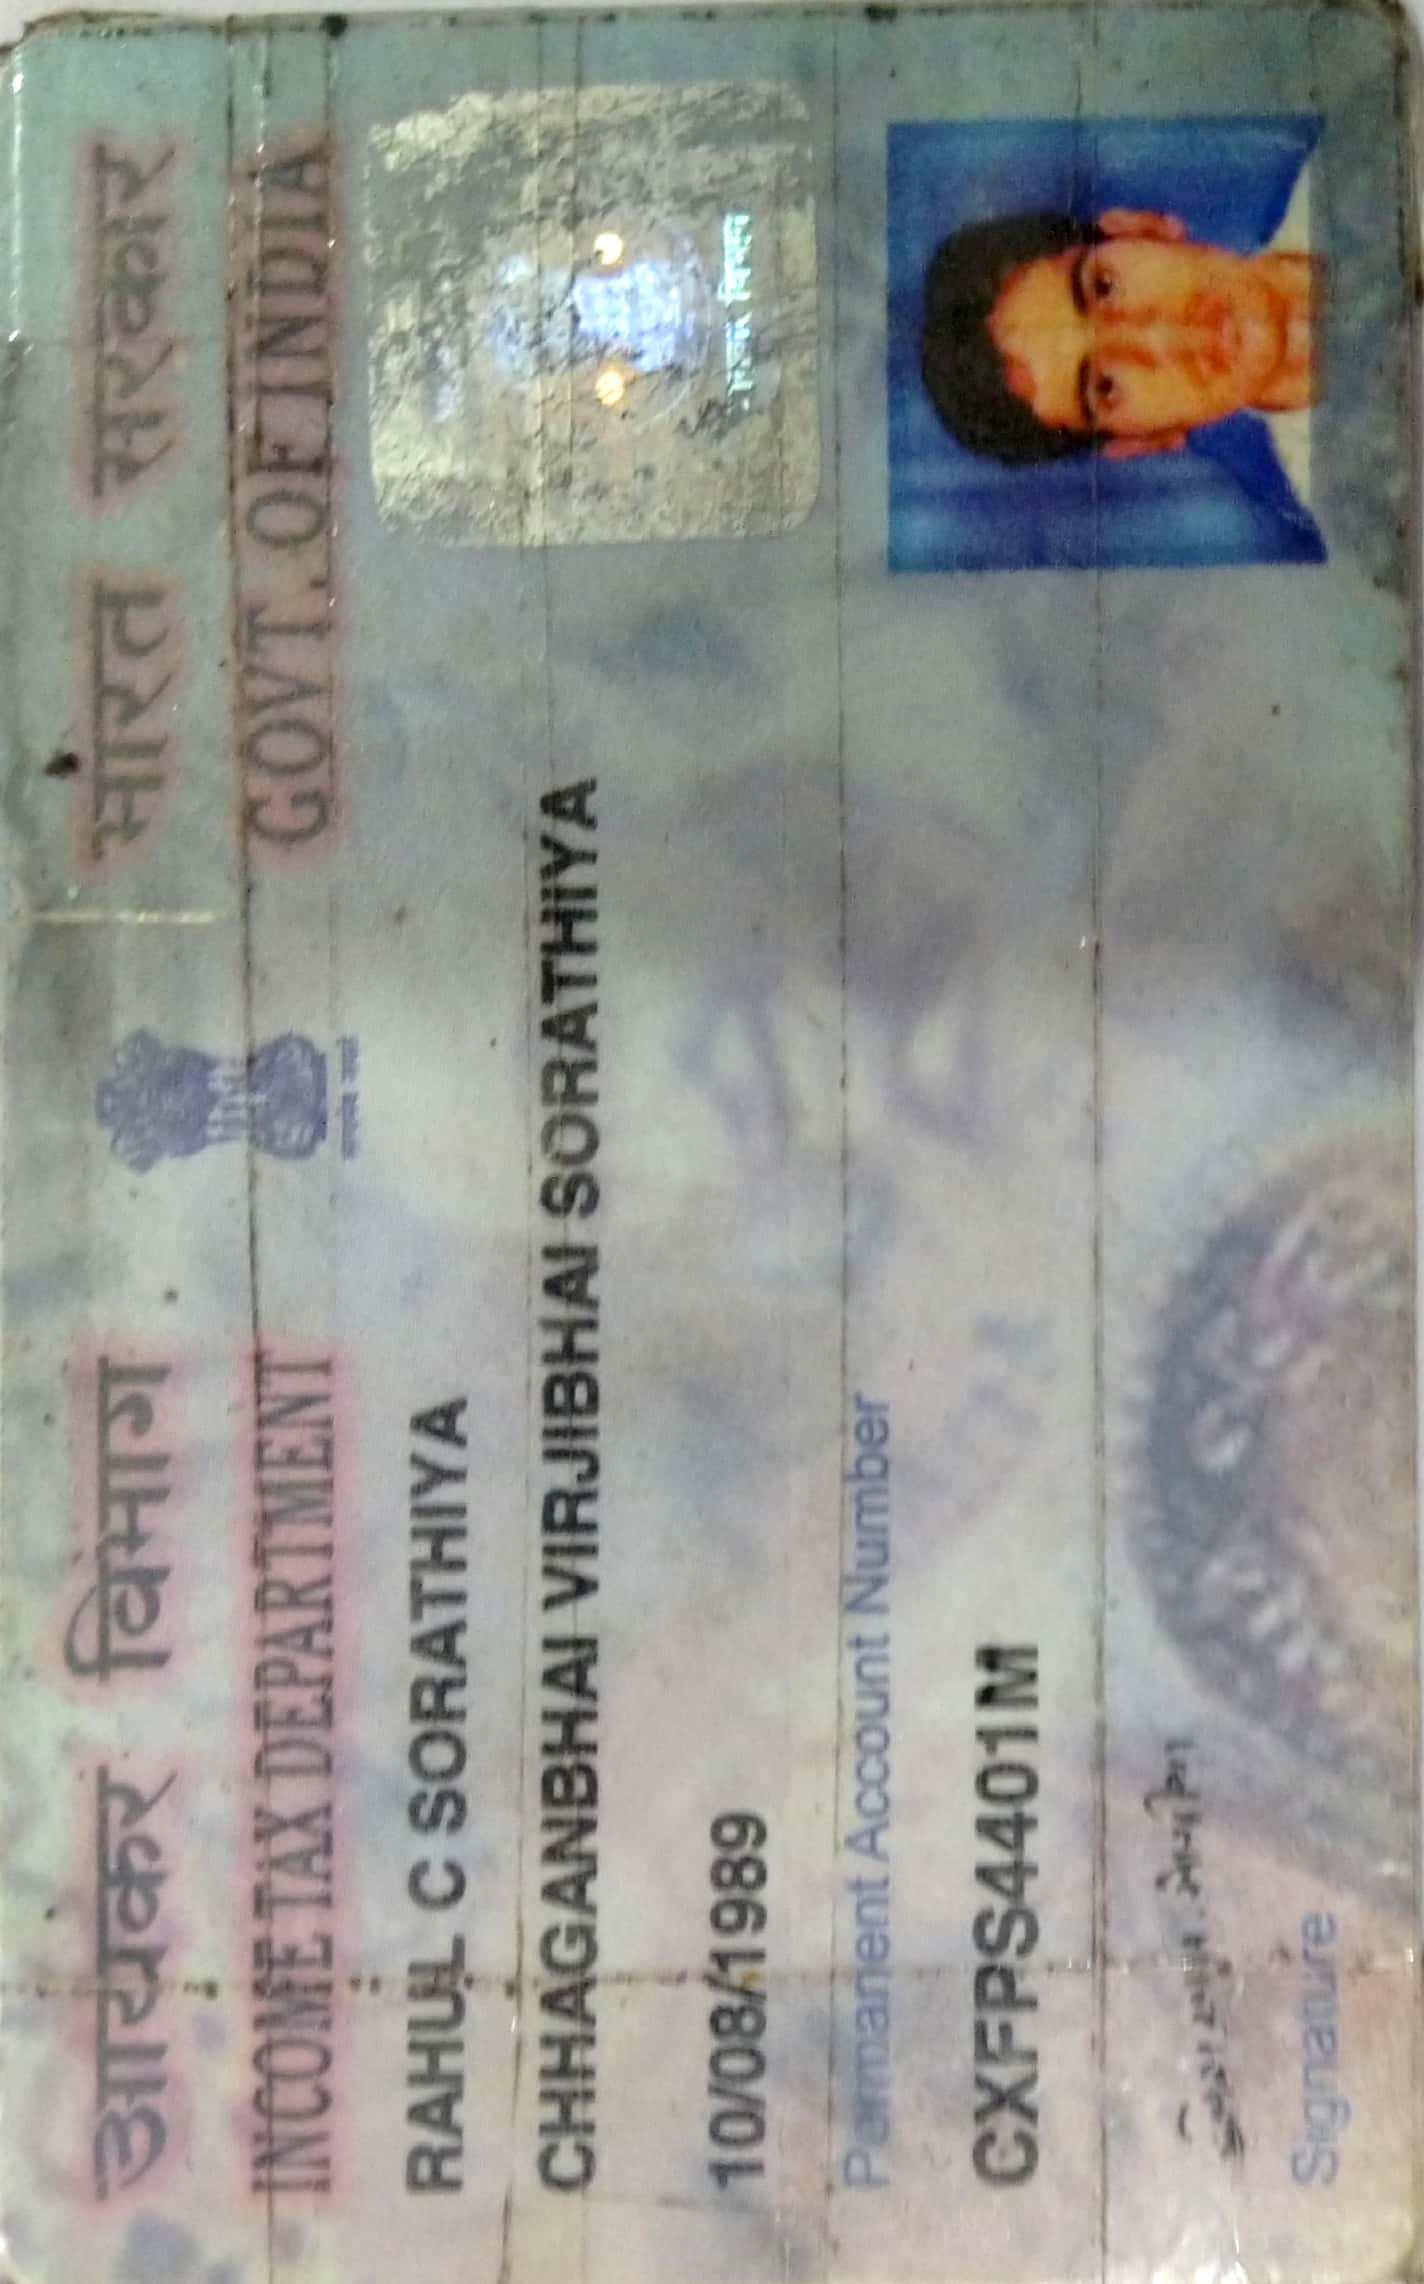 आयकर विभाग
INCOME TAX DEPARTMENT
भारत सरकार
GOVT. OF INDIA
RAHUL C SORATHIYA
CHHAGANBHAI VIRJIBHAI SORATHIYA
10/08/1989
Permanent Account Number
CXFPS4401M
Signature